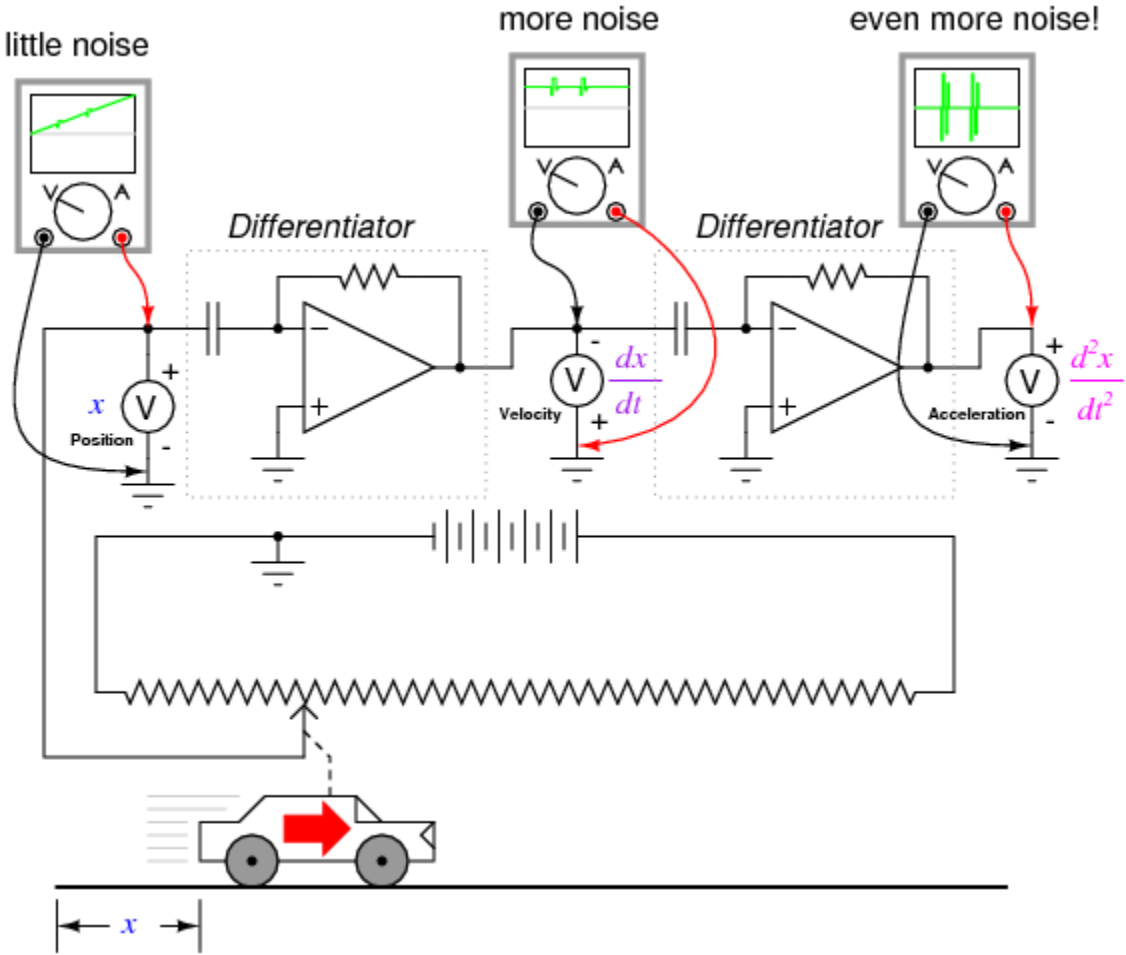 little noise
more noise
even more noise!
V A
V A
V A
Differentiator
Differentiator
x
V
+
-
Position
-
+
V
-
V
+
dx
dt
Velocity
-
+
V
+
-
d²x
dt²
Acceleration
x